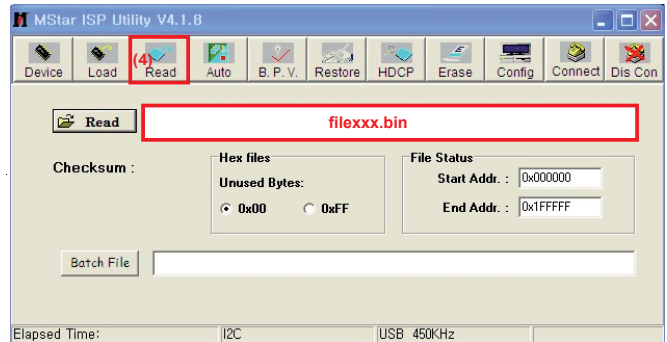 MStar ISP Utility V4.1.8
Device Load (4) Read Auto B. P. V. Restore HDCP Erase Config Connect Dis Con
Read filexxx.bin
Hex files File Status
Checksum : Unused Bytes: Start Addr. : 0x000000
0x00 0xFF End Addr. : 0x1FFFFF
Batch File
Elapsed Time: I2C USB 450KHz